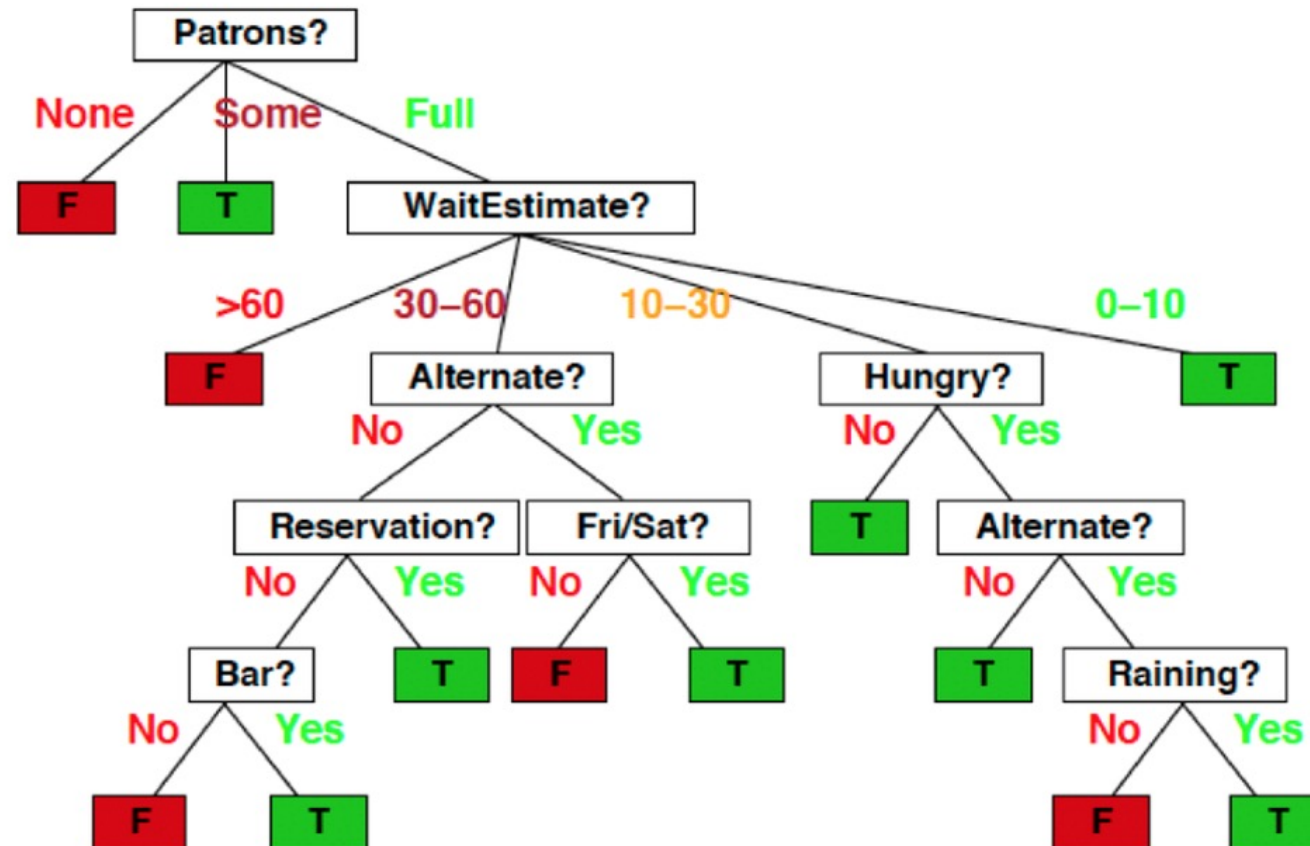 Patrons?
None Some Full
F T WaitEstimate?
>60 30–60 10–30 0–10
F Alternate? Hungry? T
No Yes No Yes
Reservation? Fri/Sat? T Alternate?
No Yes No Yes No Yes
Bar? T F T T Raining?
No Yes No Yes
F T F T